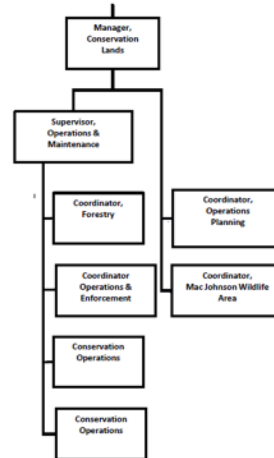 Manager,
Conservation
Lands
Supervisor,
Operations &
Maintenance
Coordinator,
Forestry
Coordinator,
Operations
Planning
Coordinator
Operations &
Enforcement
Coordinator,
Mac Johnson Wildlife
Area
Conservation
Operations
Conservation
Operations